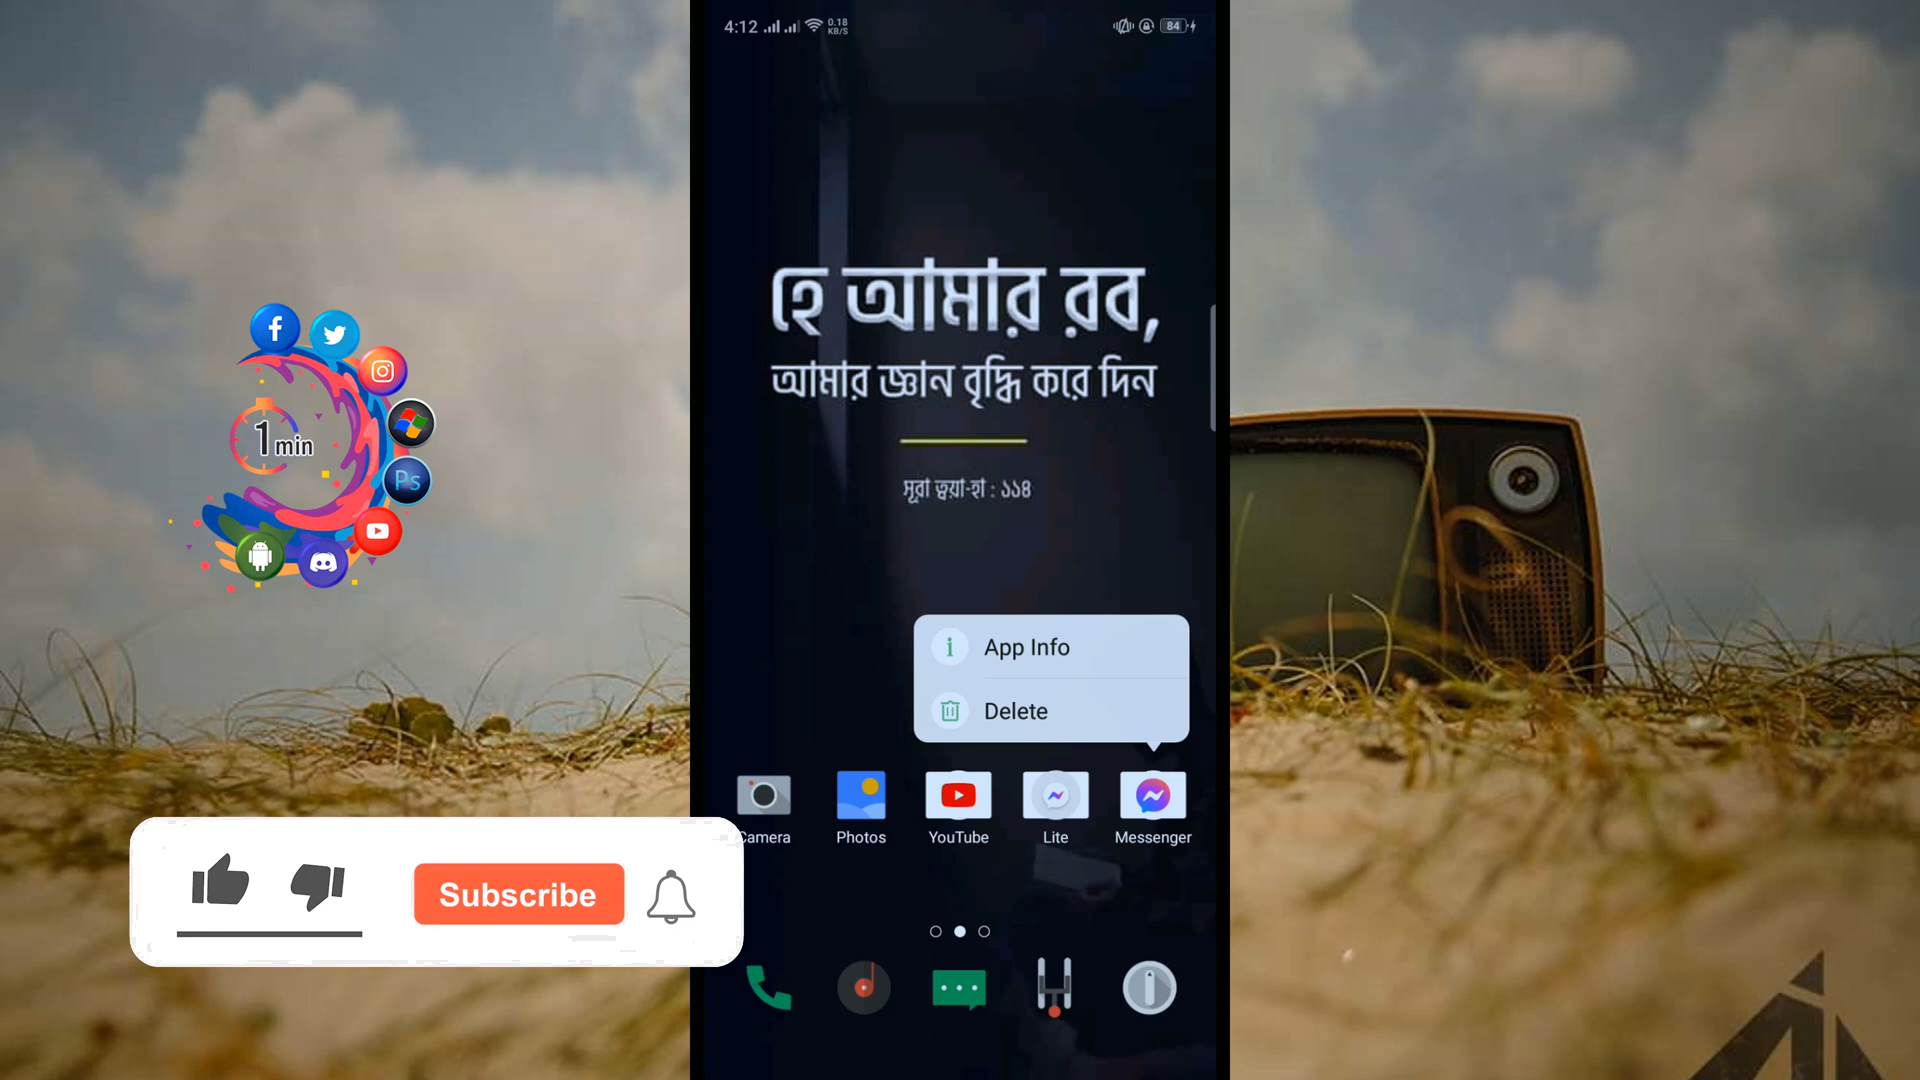 4:12
0.18
KB/S
84
হে আমার রব,
আমার জ্ঞান বৃদ্ধি করে দিন
সূরা ত্বয়া-হা : ১১৪
1 min
Ps
App Info
Delete
Camera
Photos
YouTube
Lite
Messenger
Subscribe